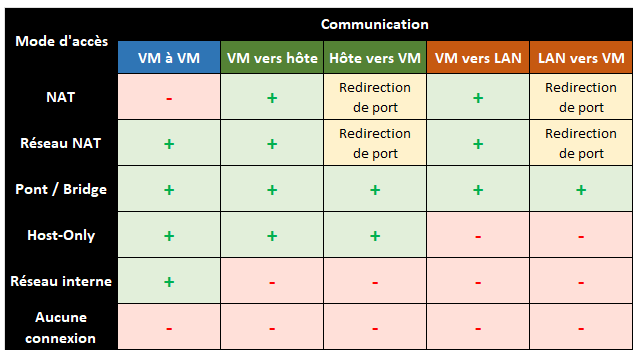 Mode d'accès
Communication
VM à VM VM vers hôte Hôte vers VM VM vers LAN LAN vers VM
NAT - + Redirection de port + Redirection de port
Réseau NAT + + Redirection de port + Redirection de port
Pont / Bridge + + + + +
Host-Only + + + - -
Réseau interne + - - - -
Aucune connexion - - - - -